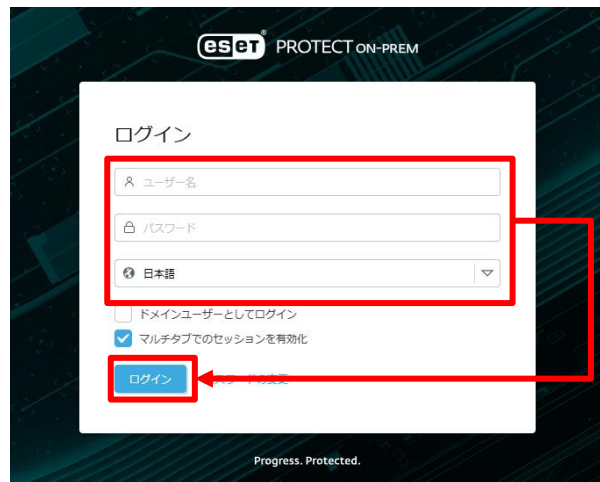 eset PROTECT ON-PREM
ログイン
ユーザー名
パスワード
日本語
ドメインユーザーとしてログイン
マルチタブでのセッションを有効化
ログイン
Progress. Protected.